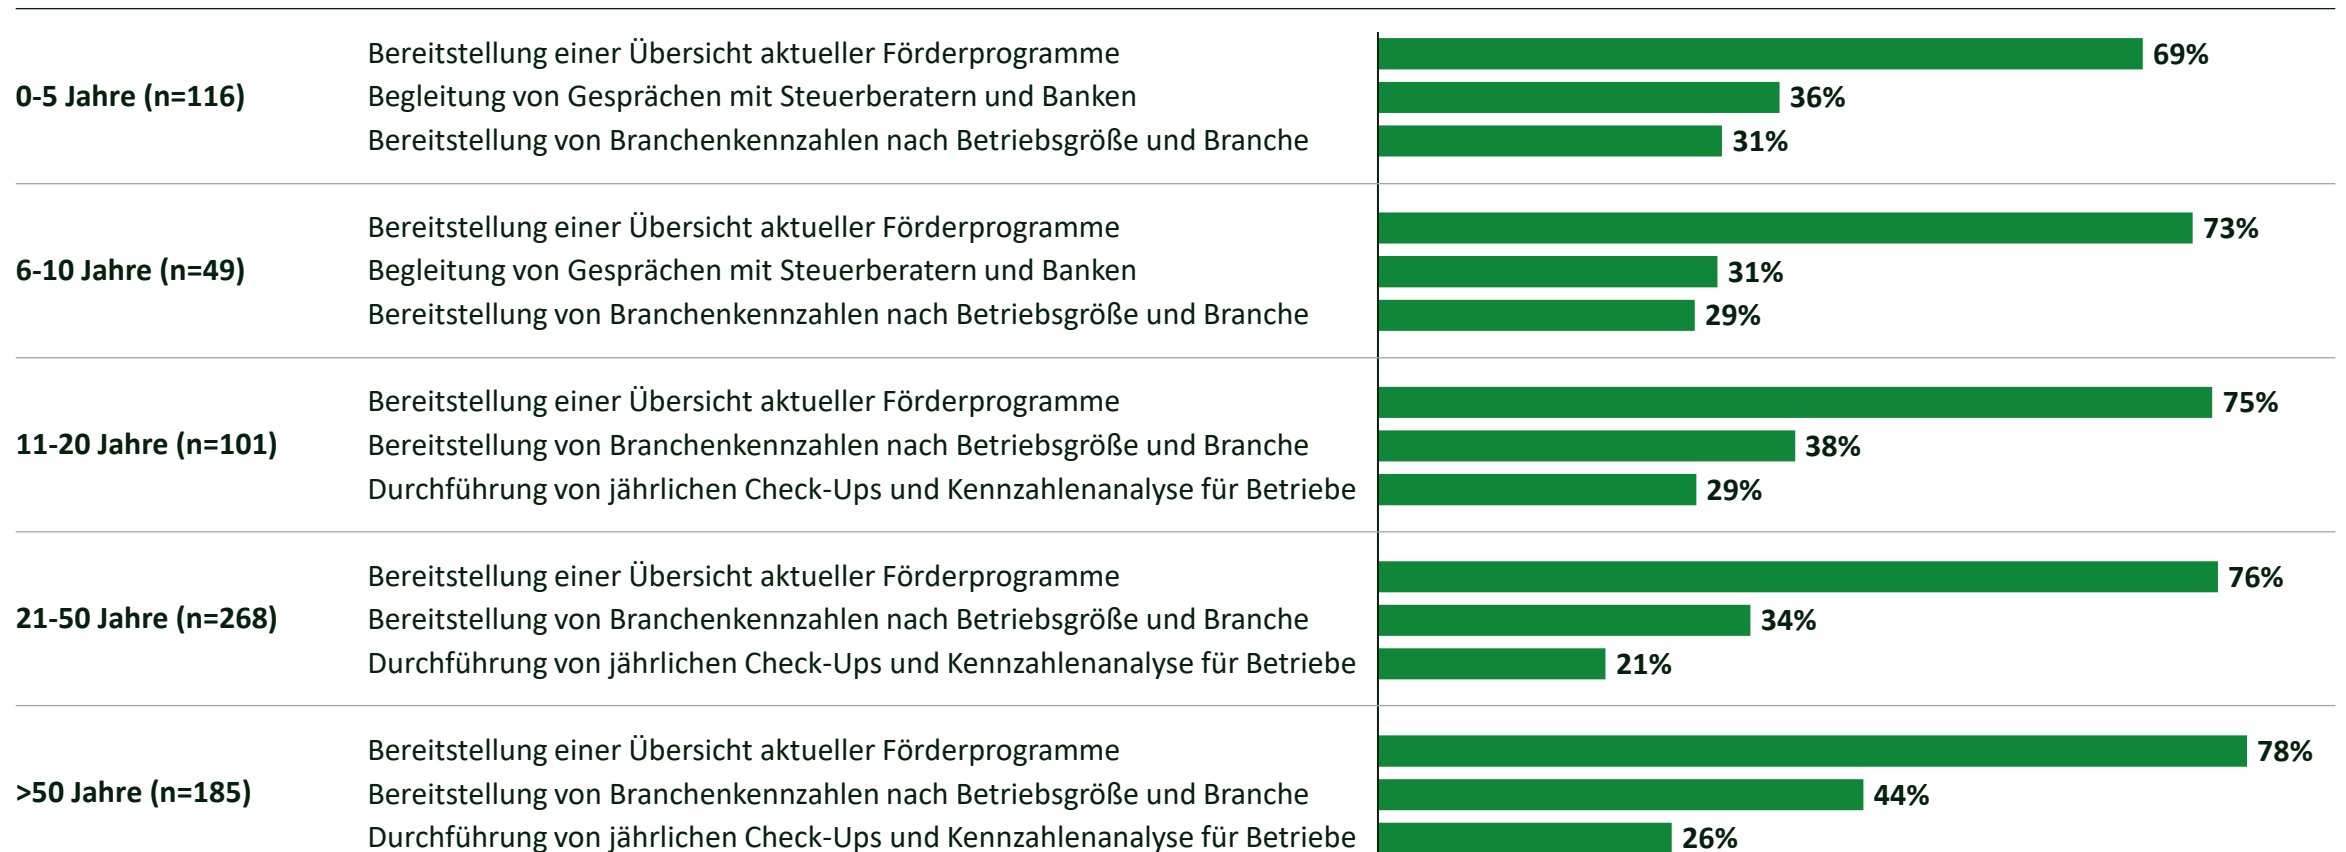 Bereitstellung einer Übersicht aktueller Förderprogramme 69%
0-5 Jahre (n=116) Begleitung von Gesprächen mit Steuerberatern und Banken 36%
Bereitstellung von Branchenkennzahlen nach Betriebsgröße und Branche 31%
Bereitstellung einer Übersicht aktueller Förderprogramme 73%
6-10 Jahre (n=49) Begleitung von Gesprächen mit Steuerberatern und Banken 31%
Bereitstellung von Branchenkennzahlen nach Betriebsgröße und Branche 29%
Bereitstellung einer Übersicht aktueller Förderprogramme 75%
11-20 Jahre (n=101) Bereitstellung von Branchenkennzahlen nach Betriebsgröße und Branche 38%
Durchführung von jährlichen Check-Ups und Kennzahlenanalyse für Betriebe 29%
Bereitstellung einer Übersicht aktueller Förderprogramme 76%
21-50 Jahre (n=268) Bereitstellung von Branchenkennzahlen nach Betriebsgröße und Branche 34%
Durchführung von jährlichen Check-Ups und Kennzahlenanalyse für Betriebe 21%
Bereitstellung einer Übersicht aktueller Förderprogramme 78%
>50 Jahre (n=185) Bereitstellung von Branchenkennzahlen nach Betriebsgröße und Branche 44%
Durchführung von jährlichen Check-Ups und Kennzahlenanalyse für Betriebe 26%